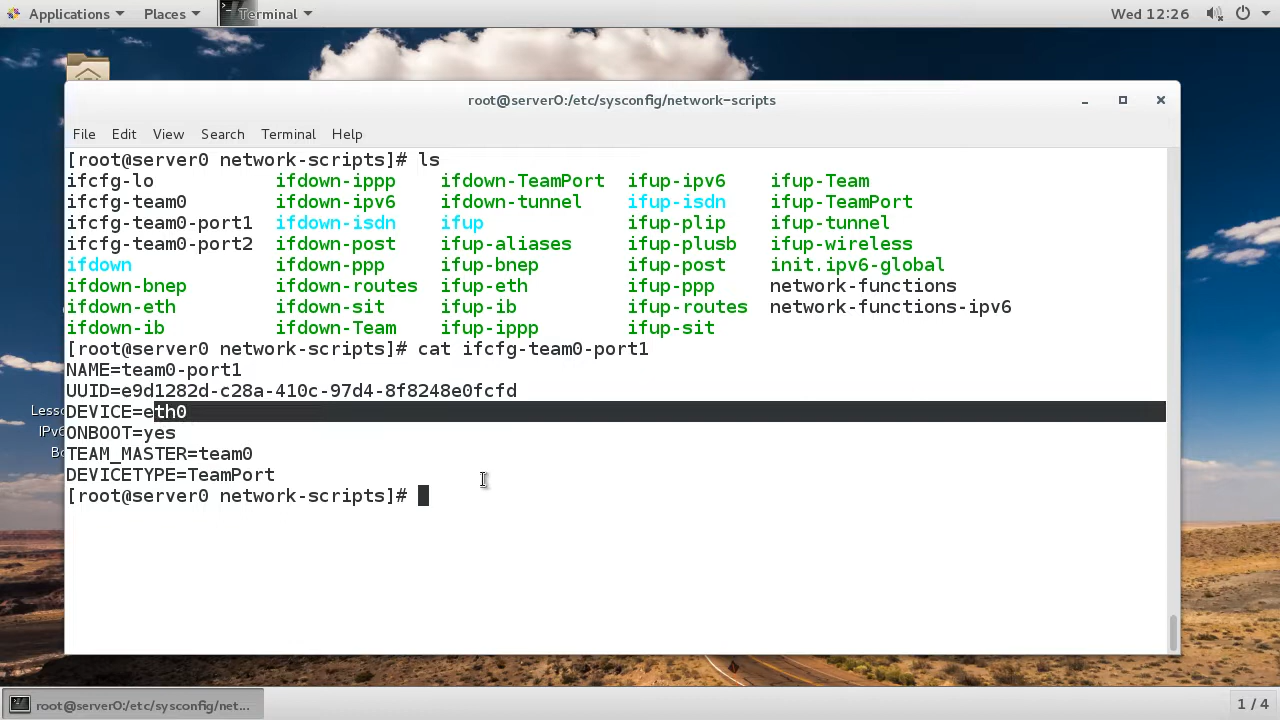 Applications Places Terminal Wed 12:26
root@server0:/etc/sysconfig/network-scripts
File Edit View Search Terminal Help
[root@server0 network-scripts]# ls
ifcfg-lo ifdown-ippp ifdown-TeamPort ifup-ipv6 ifup-Team
ifcfg-team0 ifdown-ipv6 ifdown-tunnel ifup-isdn ifup-TeamPort
ifcfg-team0-port1 ifdown-isdn ifup ifup-plip ifup-tunnel
ifcfg-team0-port2 ifdown-post ifup-aliases ifup-plusb ifup-wireless
ifdown ifdown-ppp ifup-bnep ifup-post init.ipv6-global
ifdown-bnep ifdown-routes ifup-eth ifup-ppp network-functions
ifdown-eth ifdown-sit ifup-ib ifup-routes network-functions-ipv6
ifdown-ib ifdown-Team ifup-ippp ifup-sit
[root@server0 network-scripts]# cat ifcfg-team0-port1
NAME=team0-port1
UUID=e9d1282d-c28a-410c-97d4-8f8248e0fcfd
Lesso
DEVICE=eth0
IPv6
ONBOOT=yes
Bo
TEAM_MASTER=team0
DEVICETYPE=TeamPort
[root@server0 network-scripts]#
root@server0:/etc/sysconfig/net...
1 / 4